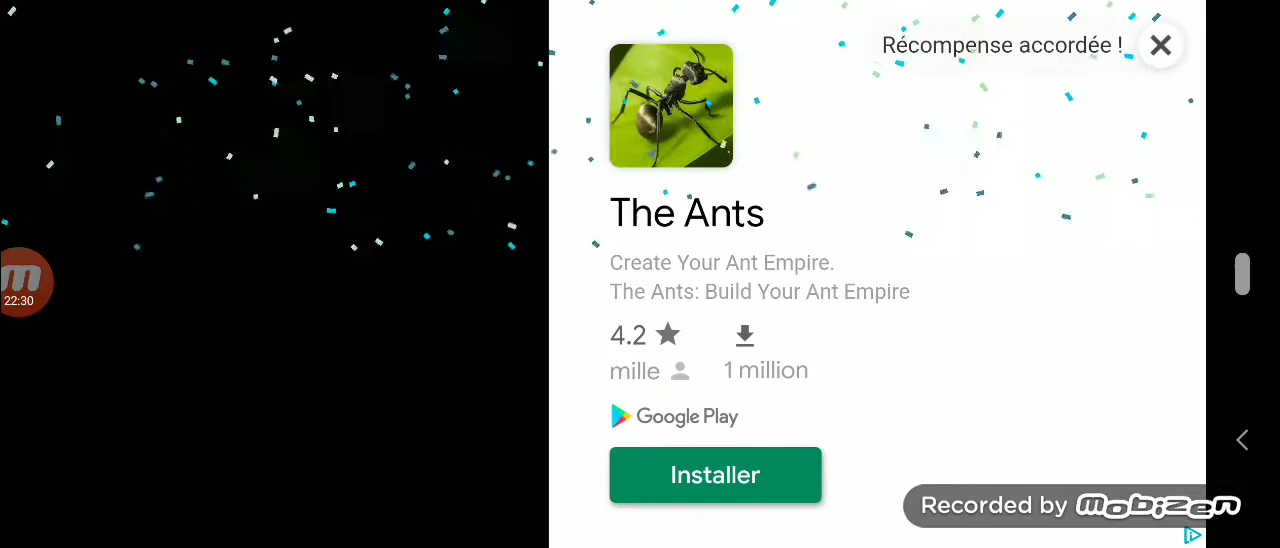 Récompense accordée !
The Ants
Create Your Ant Empire.
The Ants: Build Your Ant Empire
4.2
mille
1 million
Google Play
Installer
22:30
Recorded by mobizen